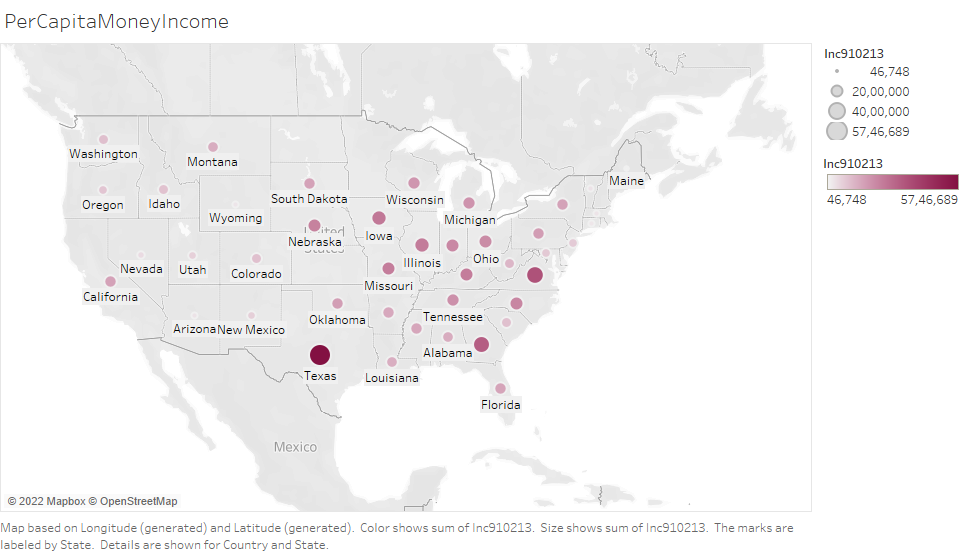 PerCapitaMoneyIncome
Inc910213
46,748
20,00,000
40,00,000
57,46,689
Inc910213
46,748 57,46,689
Washington
Montana
Maine
Oregon
Idaho
South Dakota
Wisconsin
Wyoming
Michigan
Nebraska
United States
Iowa
Nevada
Utah
Colorado
Illinois
Ohio
California
Missouri
Arizona
New Mexico
Oklahoma
Tennessee
Alabama
Texas
Louisiana
Florida
Mexico
© 2022 Mapbox © OpenStreetMap
Map based on Longitude (generated) and Latitude (generated). Color shows sum of Inc910213. Size shows sum of Inc910213. The marks are
labeled by State. Details are shown for Country and State.